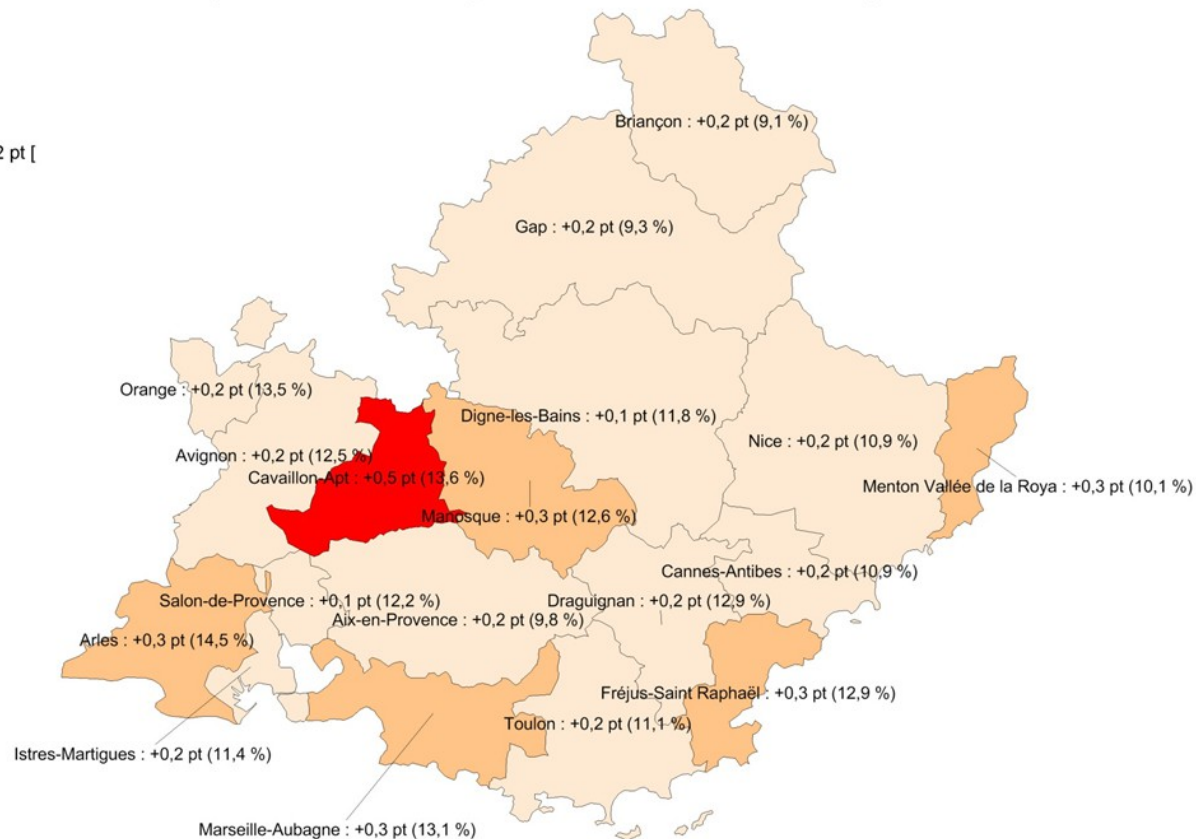 Briançon : +0,2 pt (9,1 %)
2 pt [
Gap : +0,2 pt (9,3 %)
Orange : +0,2 pt (13,5 %)
Digne-les-Bains : +0,1 pt (11,8 %)
Nice : +0,2 pt (10,9 %)
Avignon : +0,2 pt (12,5 %)
Cavaillon-Apt : +0,5 pt (13,6 %)
Menton Vallée de la Roya : +0,3 pt (10,1 %)
Manosque : +0,3 pt (12,6 %)
Cannes-Antibes : +0,2 pt (10,9 %)
Salon-de-Provence : +0,1 pt (12,2 %)
Draguignan : +0,2 pt (12,9 %)
Aix-en-Provence : +0,2 pt (9,8 %)
Arles : +0,3 pt (14,5 %)
Fréjus-Saint Raphaël : +0,3 pt (12,9 %)
Toulon : +0,2 pt (11,1 %)
Istres-Martigues : +0,2 pt (11,4 %)
Marseille-Aubagne : +0,3 pt (13,1 %)